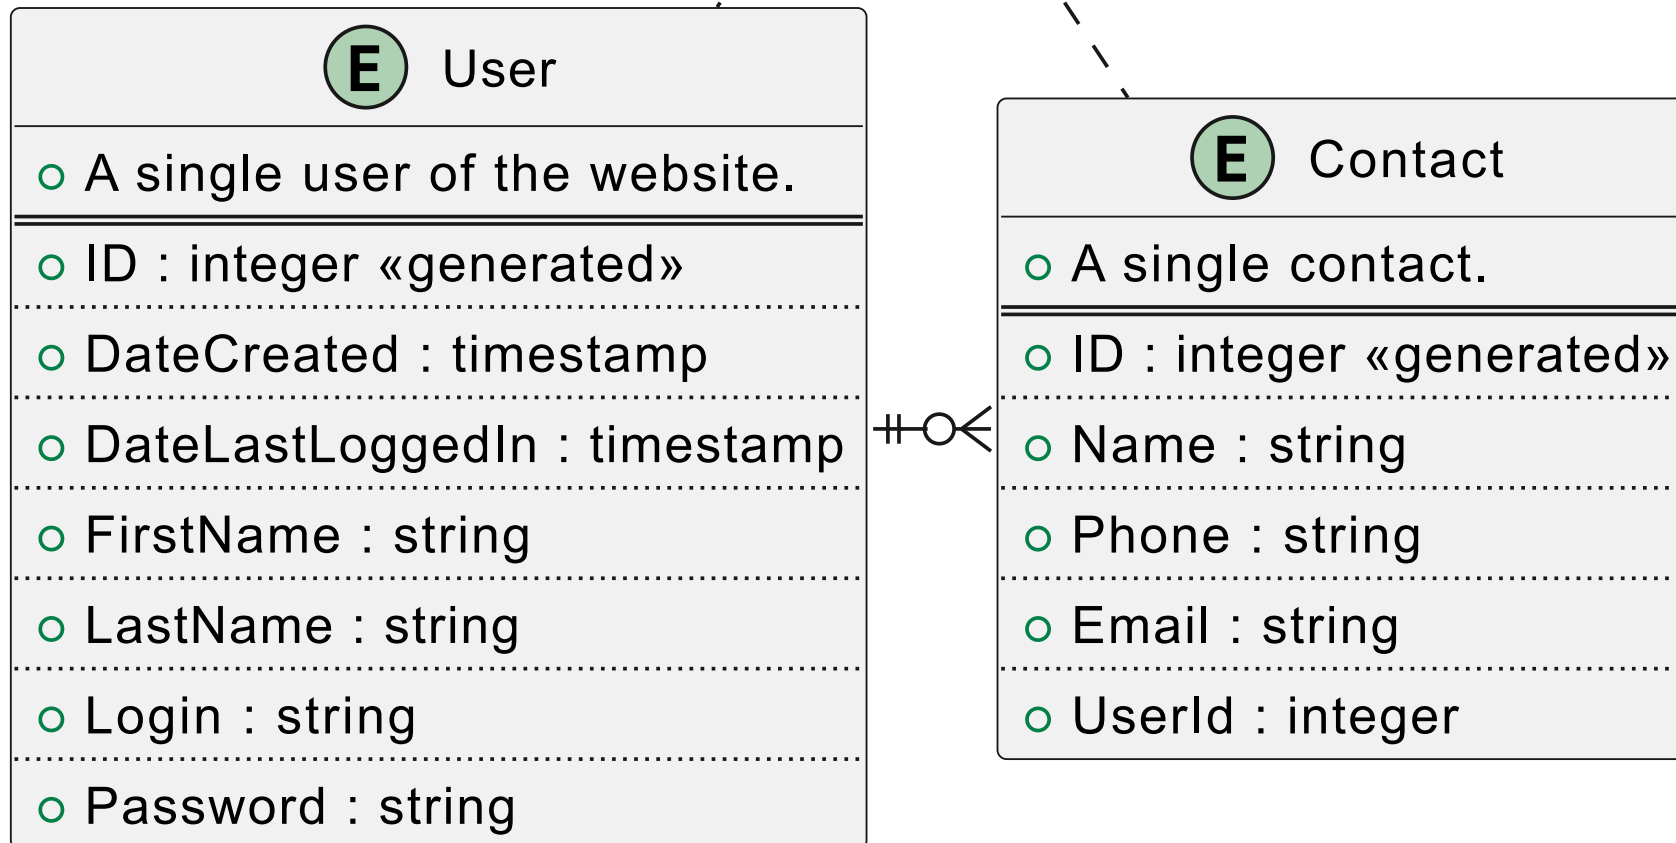 E User
A single user of the website.
ID : integer «generated»
DateCreated : timestamp
DateLastLoggedIn : timestamp
FirstName : string
LastName : string
Login : string
Password : string
E Contact
A single contact.
ID : integer «generated»
Name : string
Phone : string
Email : string
UserId : integer